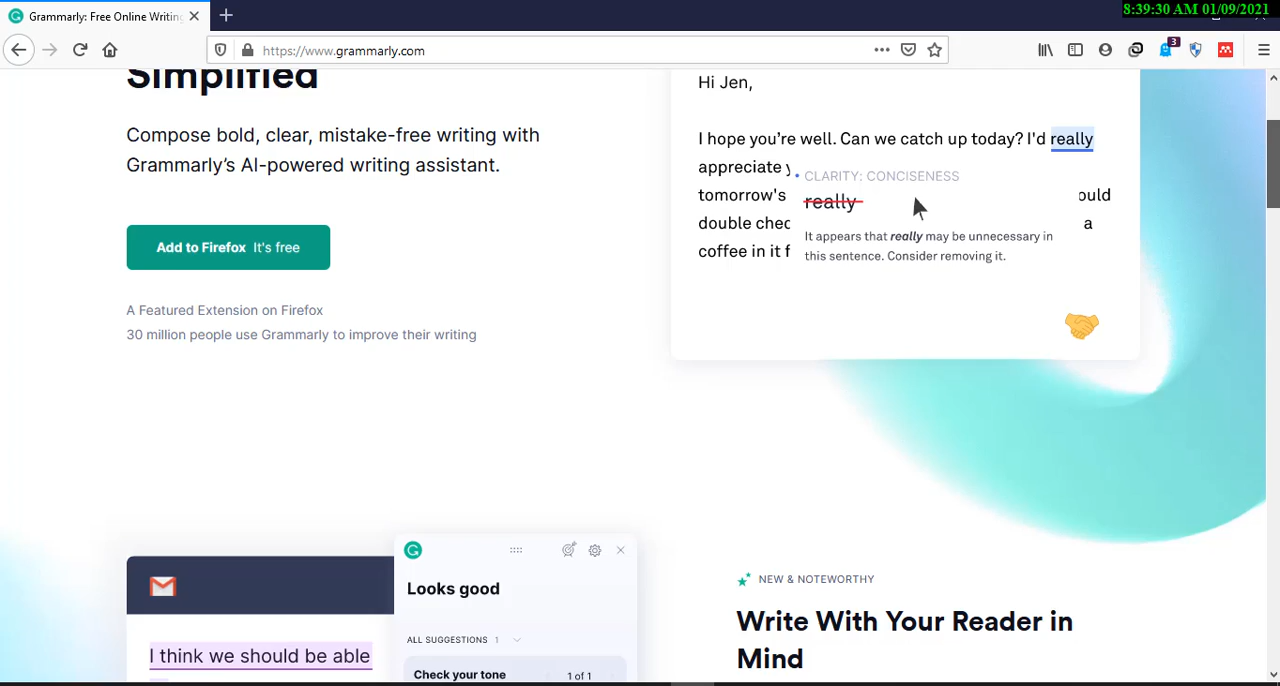 8:39:30 AM 01/09/2021
Grammarly: Free Online Writing
https://www.grammarly.com
3
Simplified
Compose bold, clear, mistake-free writing with
Grammarly's AI-powered writing assistant.
Add to Firefox It's free
A Featured Extension on Firefox
30 million people use Grammarly to improve their writing
Hi Jen,
I hope you're well. Can we catch up today? I'd really
appreciate
tomorrow's ould
double chec a
coffee in it f
CLARITY: CONCISENESS
really
It appears that really may be unnecessary in
this sentence. Consider removing it.
Looks good
ALL SUGGESTIONS 1
Check your tone 1 of 1
I think we should be able
NEW & NOTEWORTHY
Write With Your Reader in
Mind